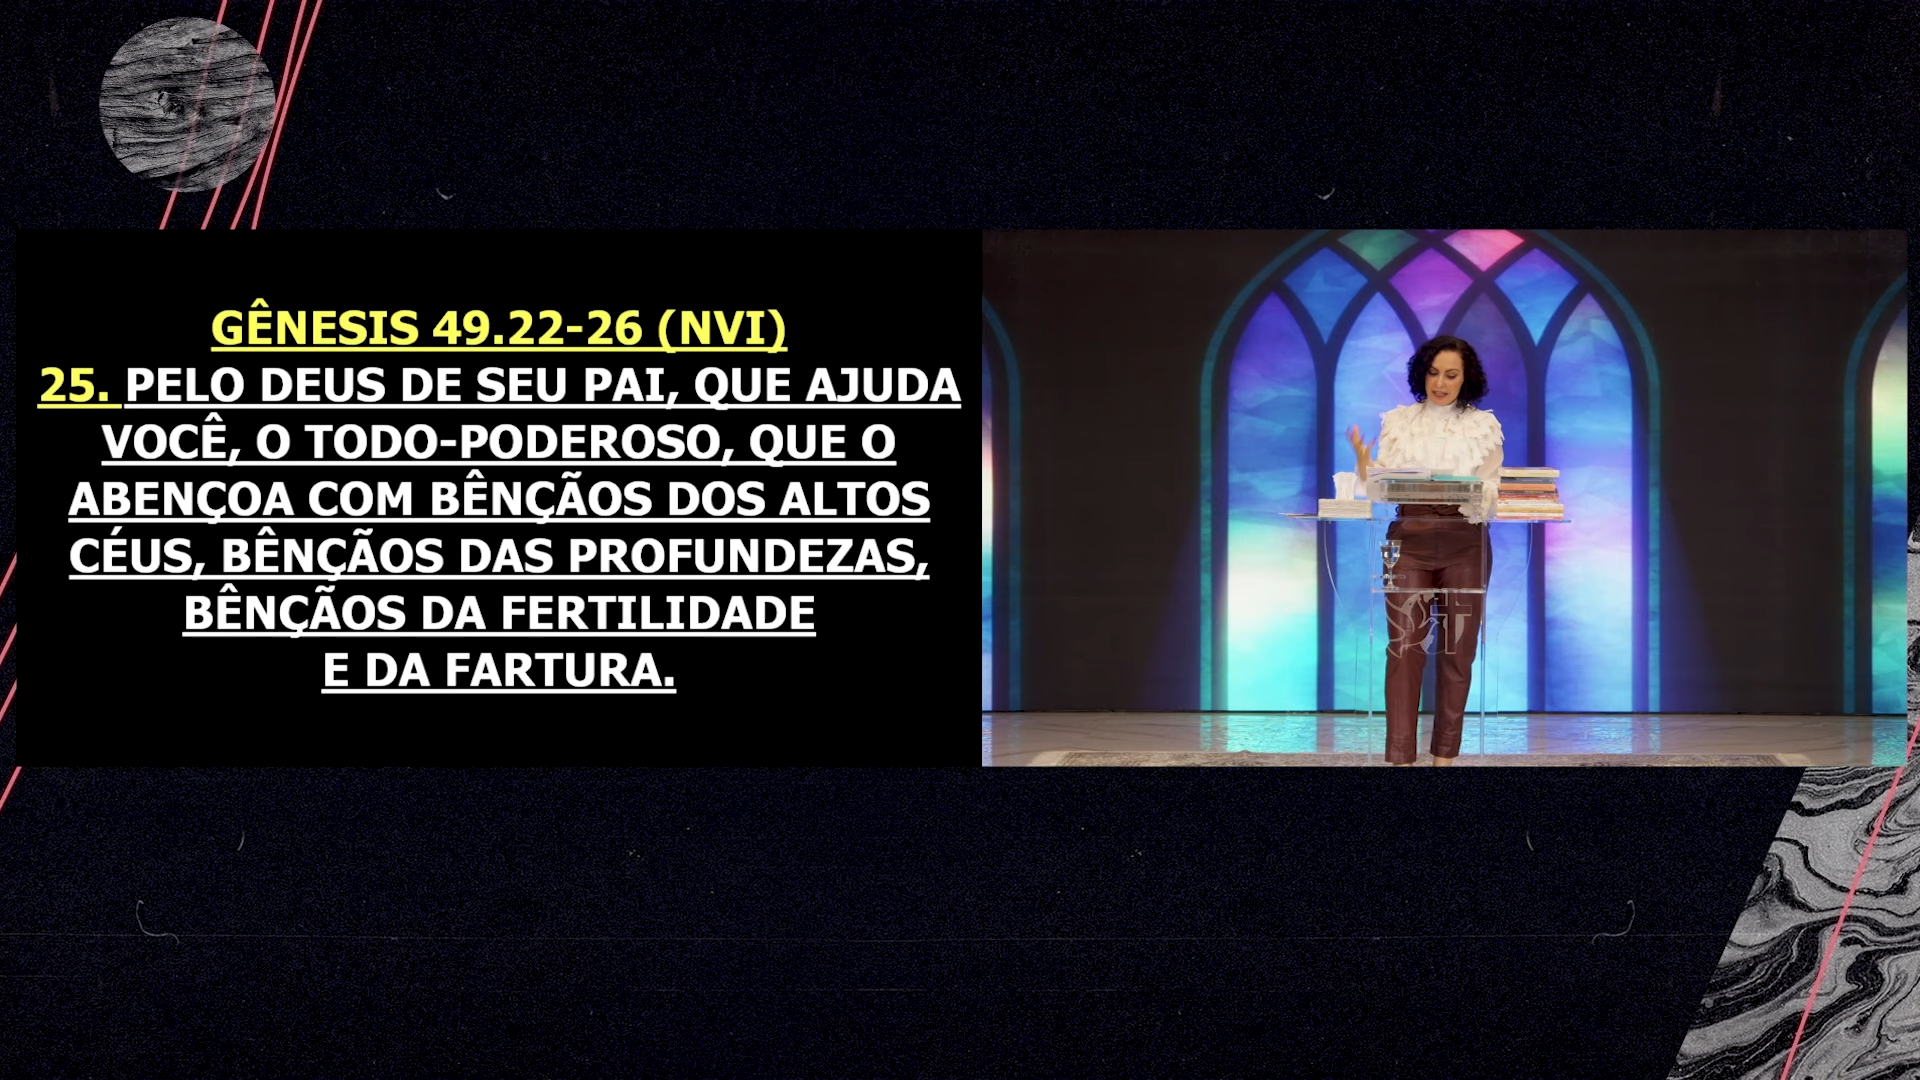 GÊNESIS 49.22-26 (NVI)
25. PELO DEUS DE SEU PAI, QUE AJUDA
VOCÊ, O TODO-PODEROSO, QUE O
ABENÇOA COM BÊNÇÃOS DOS ALTOS
CÉUS, BÊNÇÃOS DAS PROFUNDEZAS,
BÊNÇÃOS DA FERTILIDADE
E DA FARTURA.